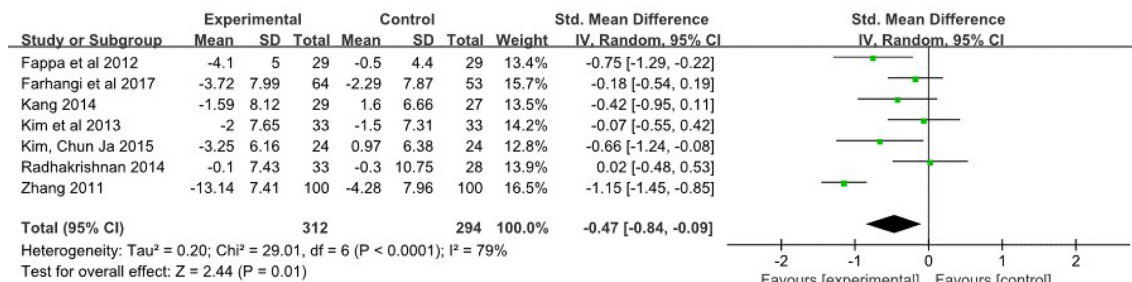 Experimental Control Std. Mean Difference Std. Mean Difference
Study or Subgroup Mean SD Total Mean SD Total Weight IV, Random, 95% CI IV, Random, 95% CI
Fappa et al 2012 -4.1 5 29 -0.5 4.4 29 13.4% -0.75 [-1.29, -0.22]
Farhangi et al 2017 -3.72 7.99 64 -2.29 7.87 53 15.7% -0.18 [-0.54, 0.19]
Kang 2014 -1.59 8.12 29 1.6 6.66 27 13.5% -0.42 [-0.95, 0.11]
Kim et al 2013 -2 7.65 33 -1.5 7.31 33 14.2% -0.07 [-0.55, 0.42]
Kim, Chun Ja 2015 -3.25 6.16 24 0.97 6.38 24 12.8% -0.66 [-1.24, -0.08]
Radhakrishnan 2014 -0.1 7.43 33 -0.3 10.75 28 13.9% 0.02 [-0.48, 0.53]
Zhang 2011 -13.14 7.41 100 -4.28 7.96 100 16.5% -1.15 [-1.45, -0.85]
Total (95% CI) 312 294 100.0% -0.47 [-0.84, -0.09]
Heterogeneity: Tau² = 0.20; Chi² = 29.01, df = 6 (P < 0.0001); I² = 79%
Test for overall effect: Z = 2.44 (P = 0.01)
-2 -1 0 1 2
Favours [experimental] Favours [control]